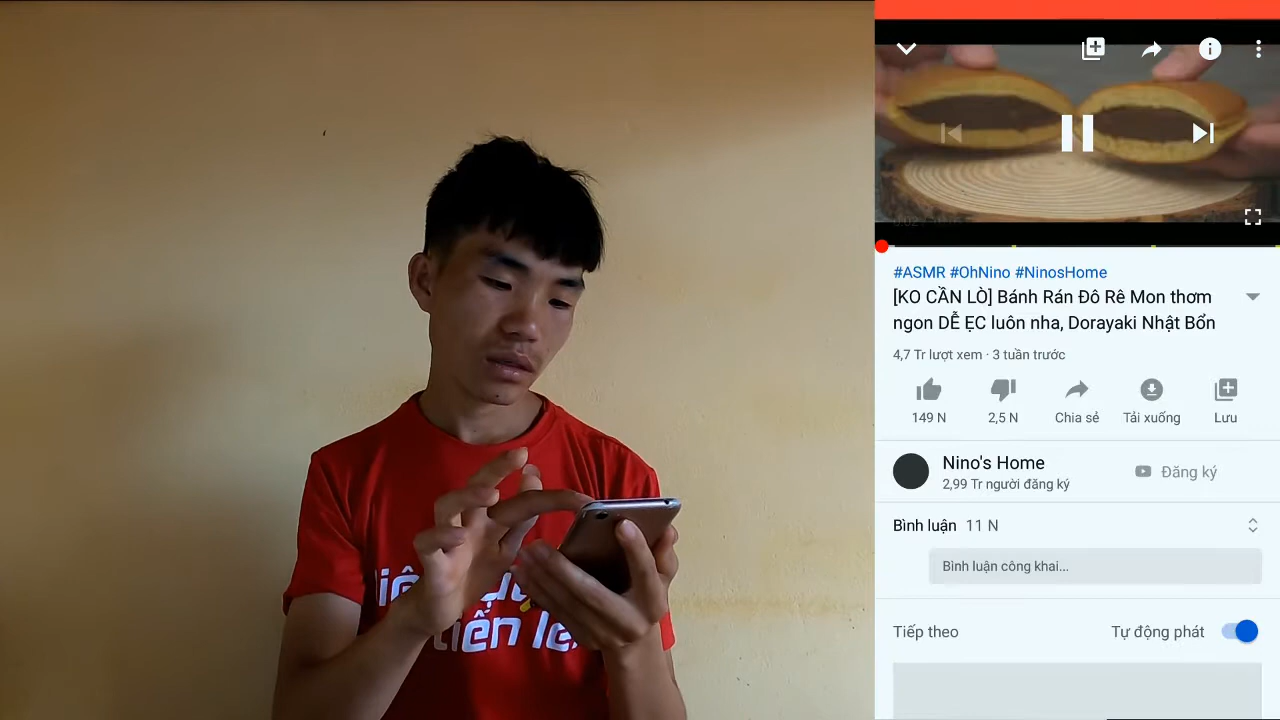 #ASMR #OhNino #NinosHome
[KO CẦN LÒ] Bánh Rán Đô Rê Mon thơm
ngon DỄ ẸC luôn nha, Dorayaki Nhật Bổn
4,7 Tr lượt xem · 3 tuần trước
149 N
2,5 N
Chia sẻ
Tải xuống
Lưu
Nino's Home
2,99 Tr người đăng ký
Đăng ký
Bình luận 11 N
Bình luận công khai...
Tiếp theo
Tự động phát
tiến lê